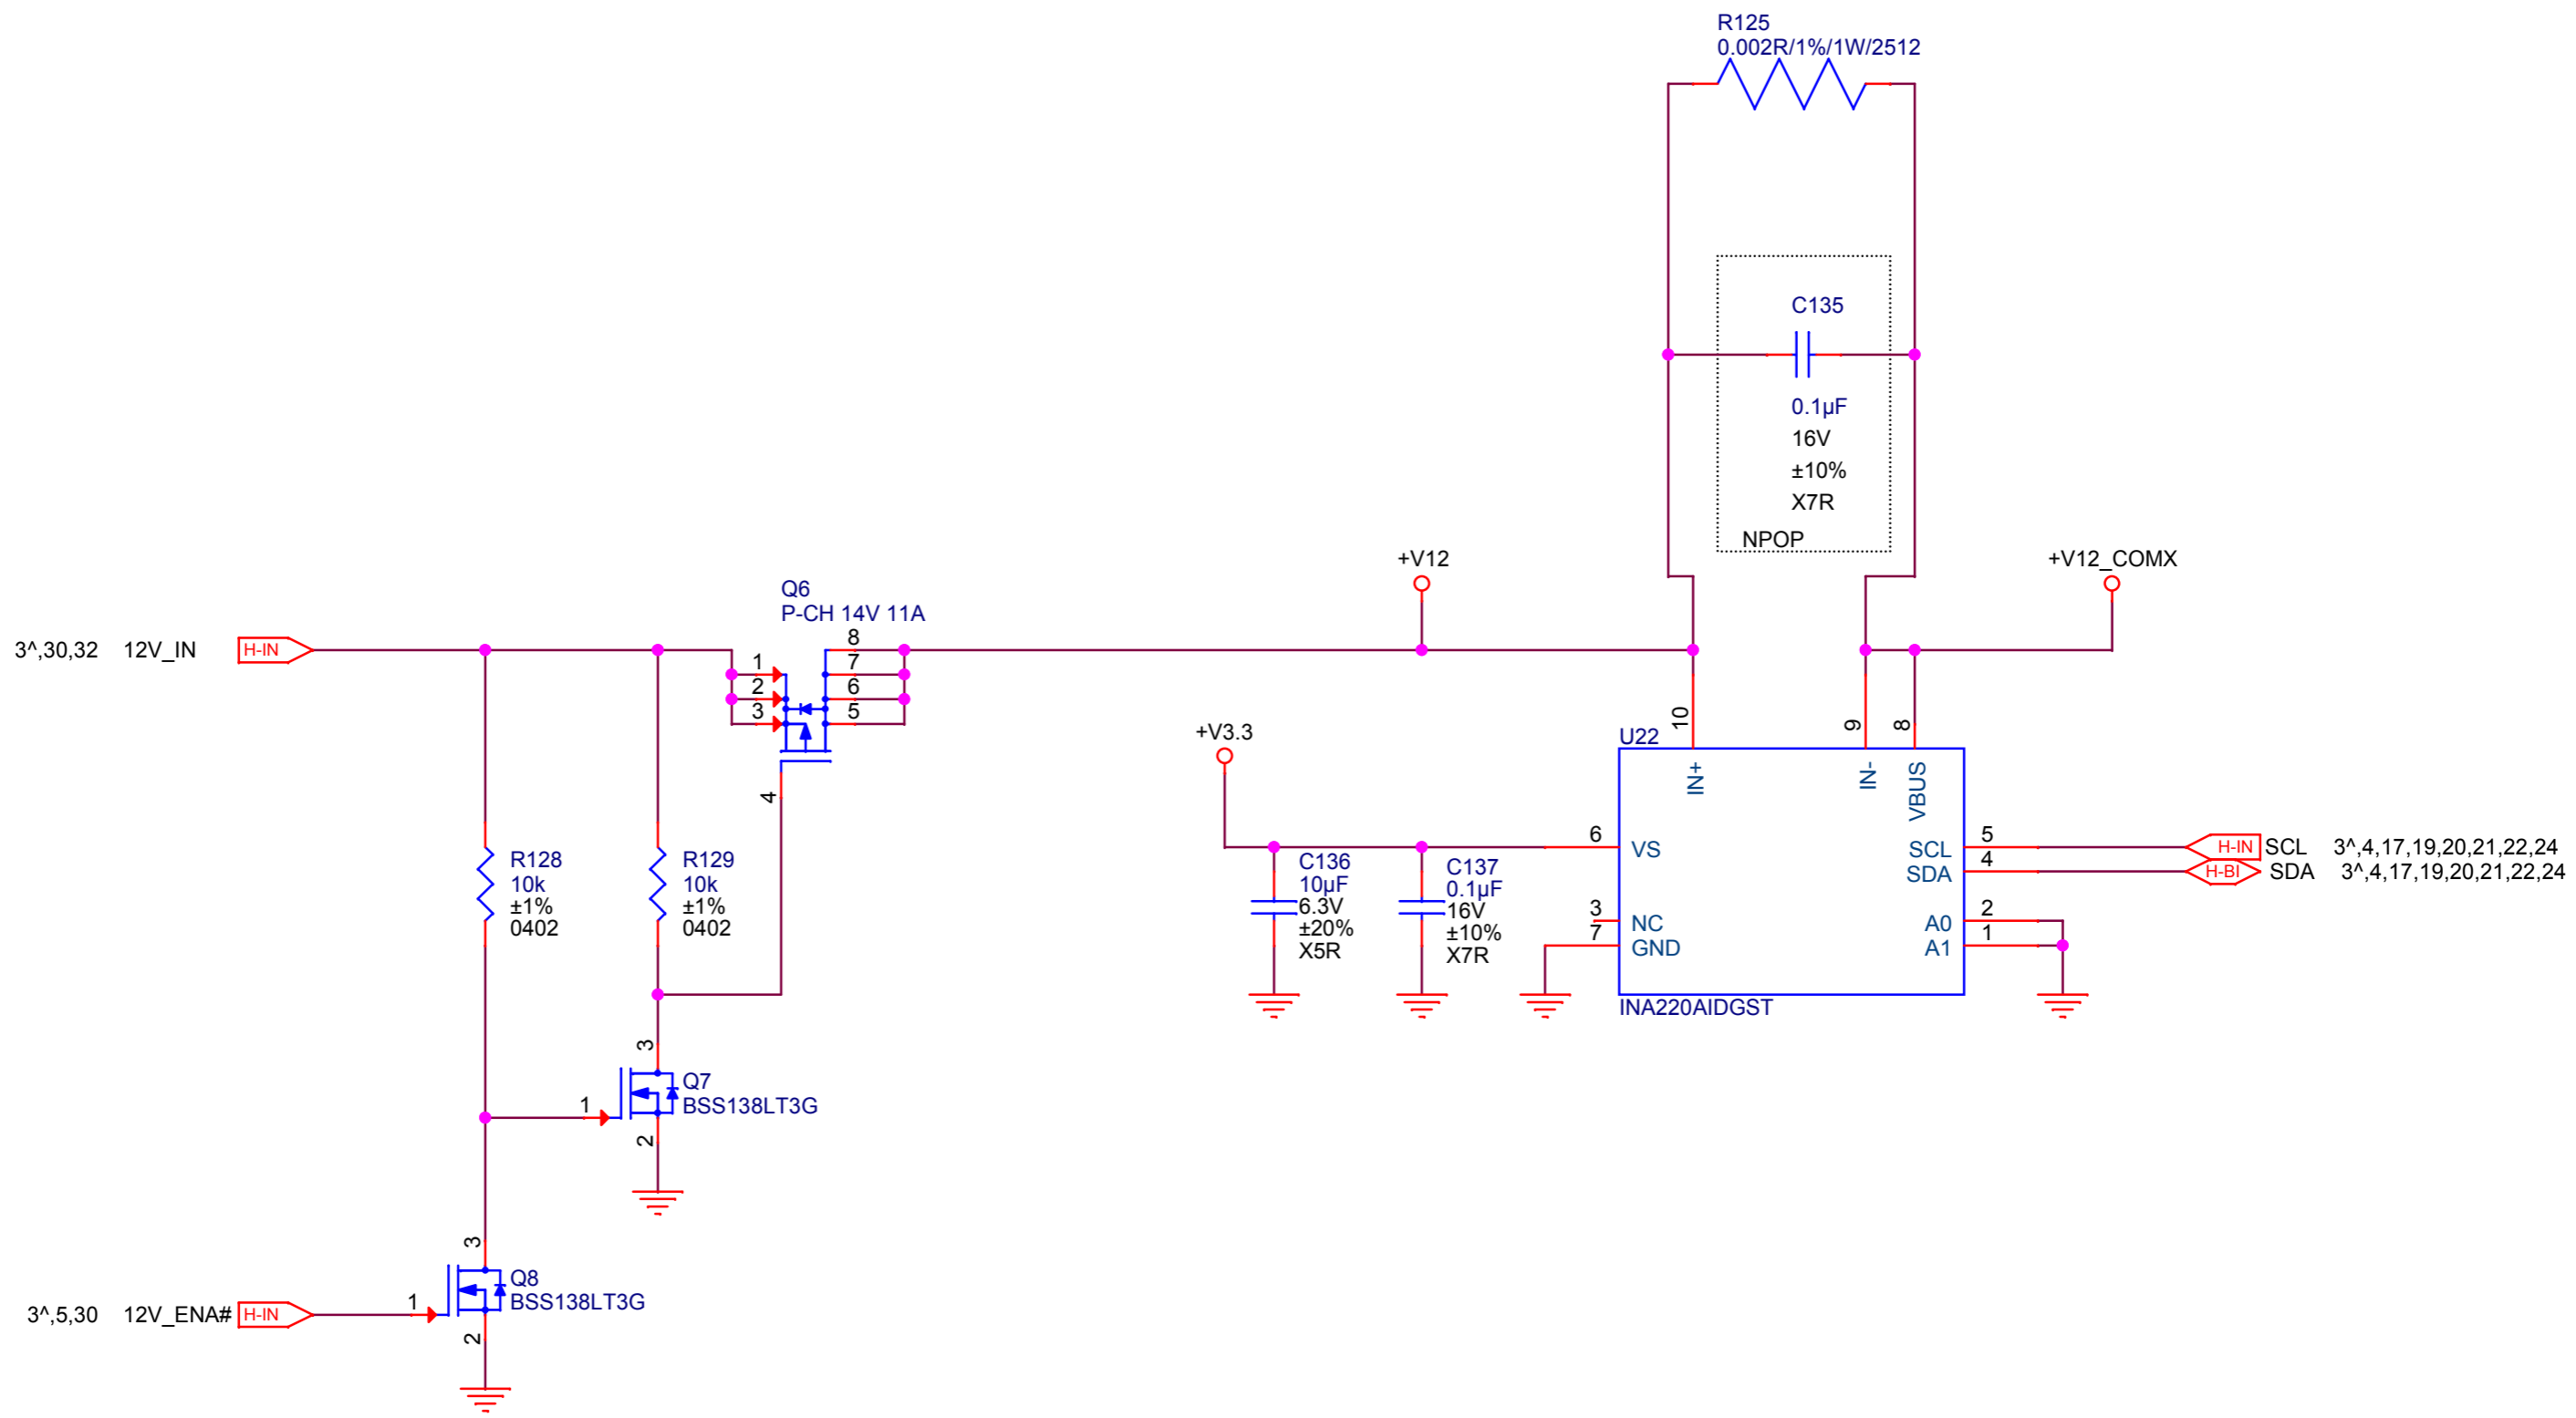 R125
0.002R/1%/1W/2512
C135
0.1µF
16V
±10%
X7R
NPOP
+V12
+V12_COMX
Q6
P-CH 14V 11A
3^,30,32 12V_IN H-IN
8
7
6
5
1
2
3
4
10
9
8
+V3.3
U22
IN+
IN-
VBUS
6 VS
3 NC
7 GND
SCL 5
SDA 4
A0 2
A1 1
H-IN SCL 3^,4,17,19,20,21,22,24
H-BI SDA 3^,4,17,19,20,21,22,24
INA220AIDGST
R128
10k
±1%
0402
R129
10k
±1%
0402
C136
10µF
6.3V
±20%
X5R
C137
0.1µF
16V
±10%
X7R
3
1
2
Q7
BSS138LT3G
3
Q8
BSS138LT3G
3^,5,30 12V_ENA# H-IN
1
2